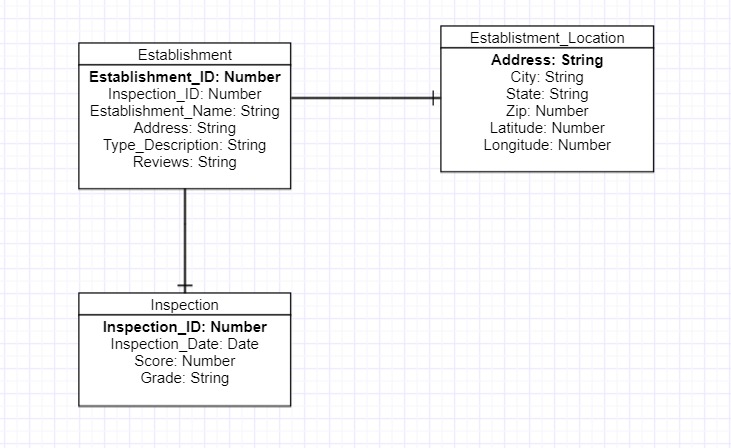 Establishment
Establishment_ID: Number
Inspection_ID: Number
Establishment_Name: String
Address: String
Type_Description: String
Reviews: String
Establistment_Location
Address: String
City: String
State: String
Zip: Number
Latitude: Number
Longitude: Number
Inspection
Inspection_ID: Number
Inspection_Date: Date
Score: Number
Grade: String